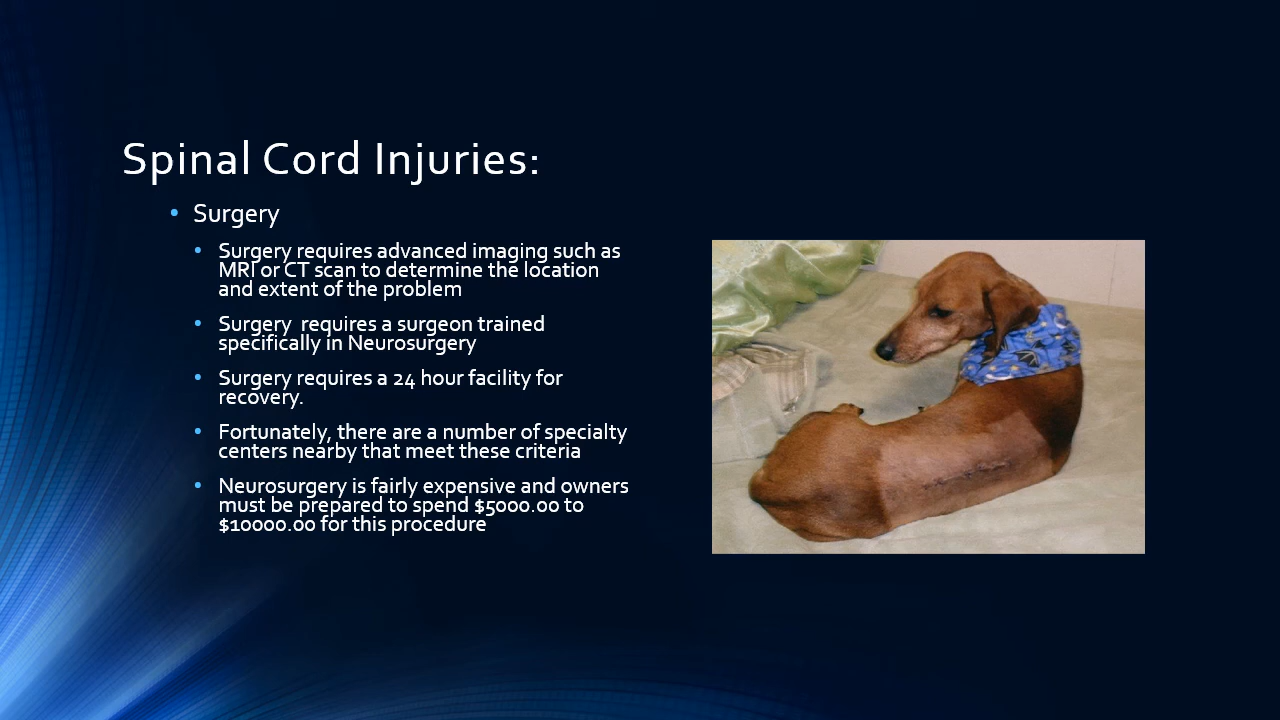 Spinal Cord Injuries:
• Surgery
• Surgery requires advanced imaging such as
MRI or CT scan to determine the location
and extent of the problem
• Surgery  requires a surgeon trained
specifically in Neurosurgery
• Surgery requires a 24 hour facility for
recovery.
• Fortunately, there are a number of specialty
centers nearby that meet these criteria
• Neurosurgery is fairly expensive and owners
must be prepared to spend $5000.00 to
$10000.00 for this procedure